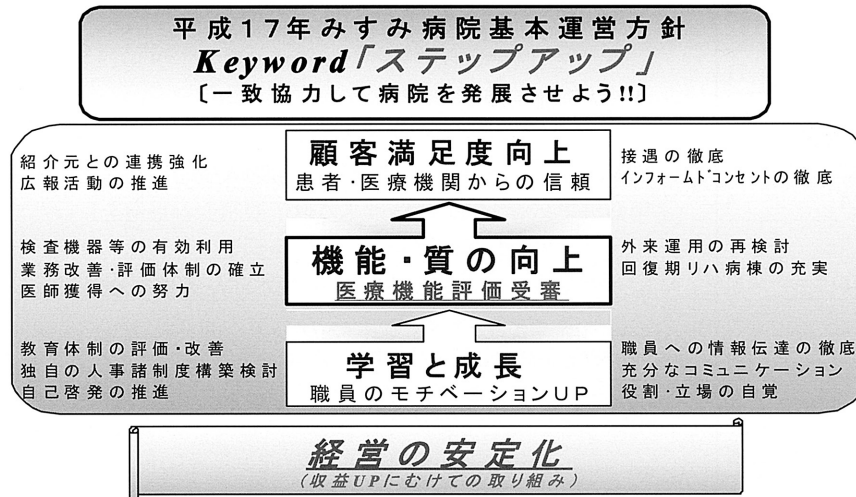 平成17年みすみ病院基本運営方針
Keyword「ステップアップ」
〔一致協力して病院を発展させよう!!〕
紹介元との連携強化
広報活動の推進
顧客満足度向上
患者・医療機関からの信頼
接遇の徹底
インフォームドコンセントの徹底
検査機器等の有効利用
業務改善・評価体制の確立
医師獲得への努力
機能・質の向上
医療機能評価受審
外来運用の再検討
回復期リハ病棟の充実
教育体制の評価・改善
独自の人事諸制度構築検討
自己啓発の推進
学習と成長
職員のモチベーションUP
職員への情報伝達の徹底
充分なコミュニケーション
役割・立場の自覚
経営の安定化
(収益UPにむけての取り組み)